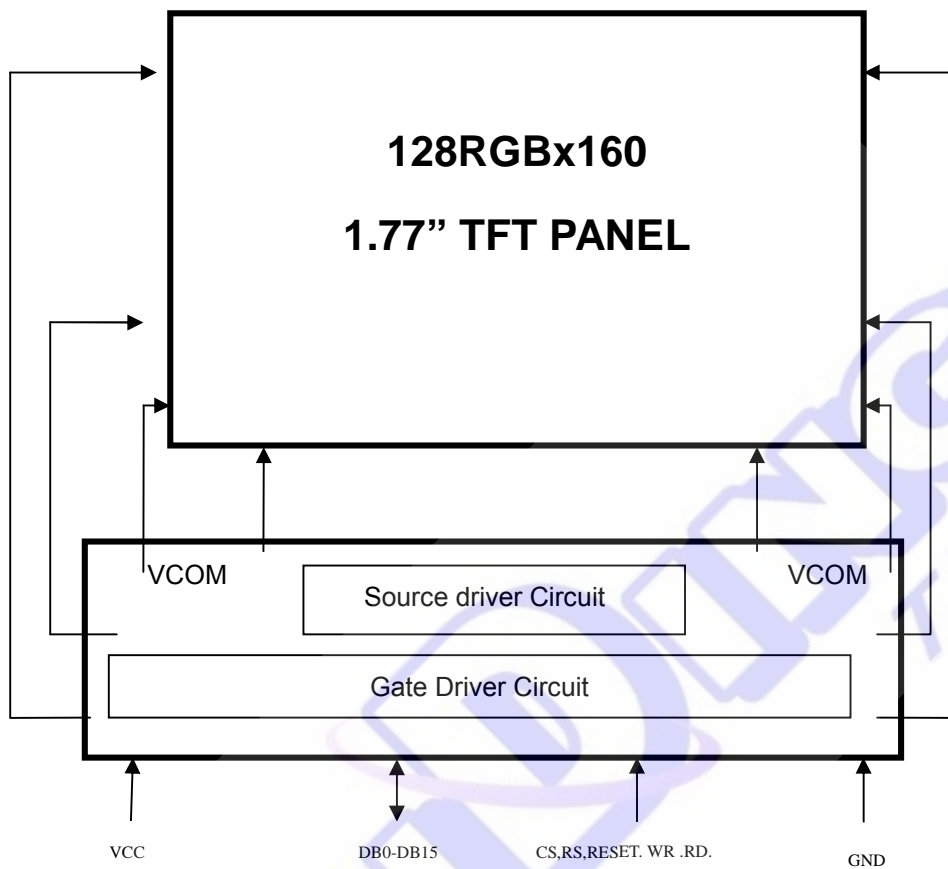 128RGBx160
1.77” TFT PANEL
VCOM
VCOM
Source driver Circuit
Gate Driver Circuit
VCC
DB0-DB15
CS,RS,RESET. WR .RD.
GND